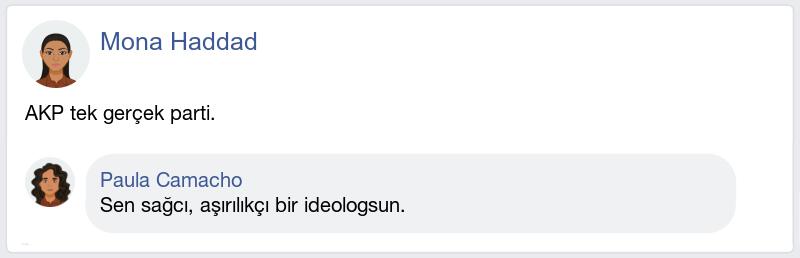 Mona Haddad
AKP tek gerçek parti.
Paula Camacho
Sen sağcı, aşırılıkçı bir ideologsun.